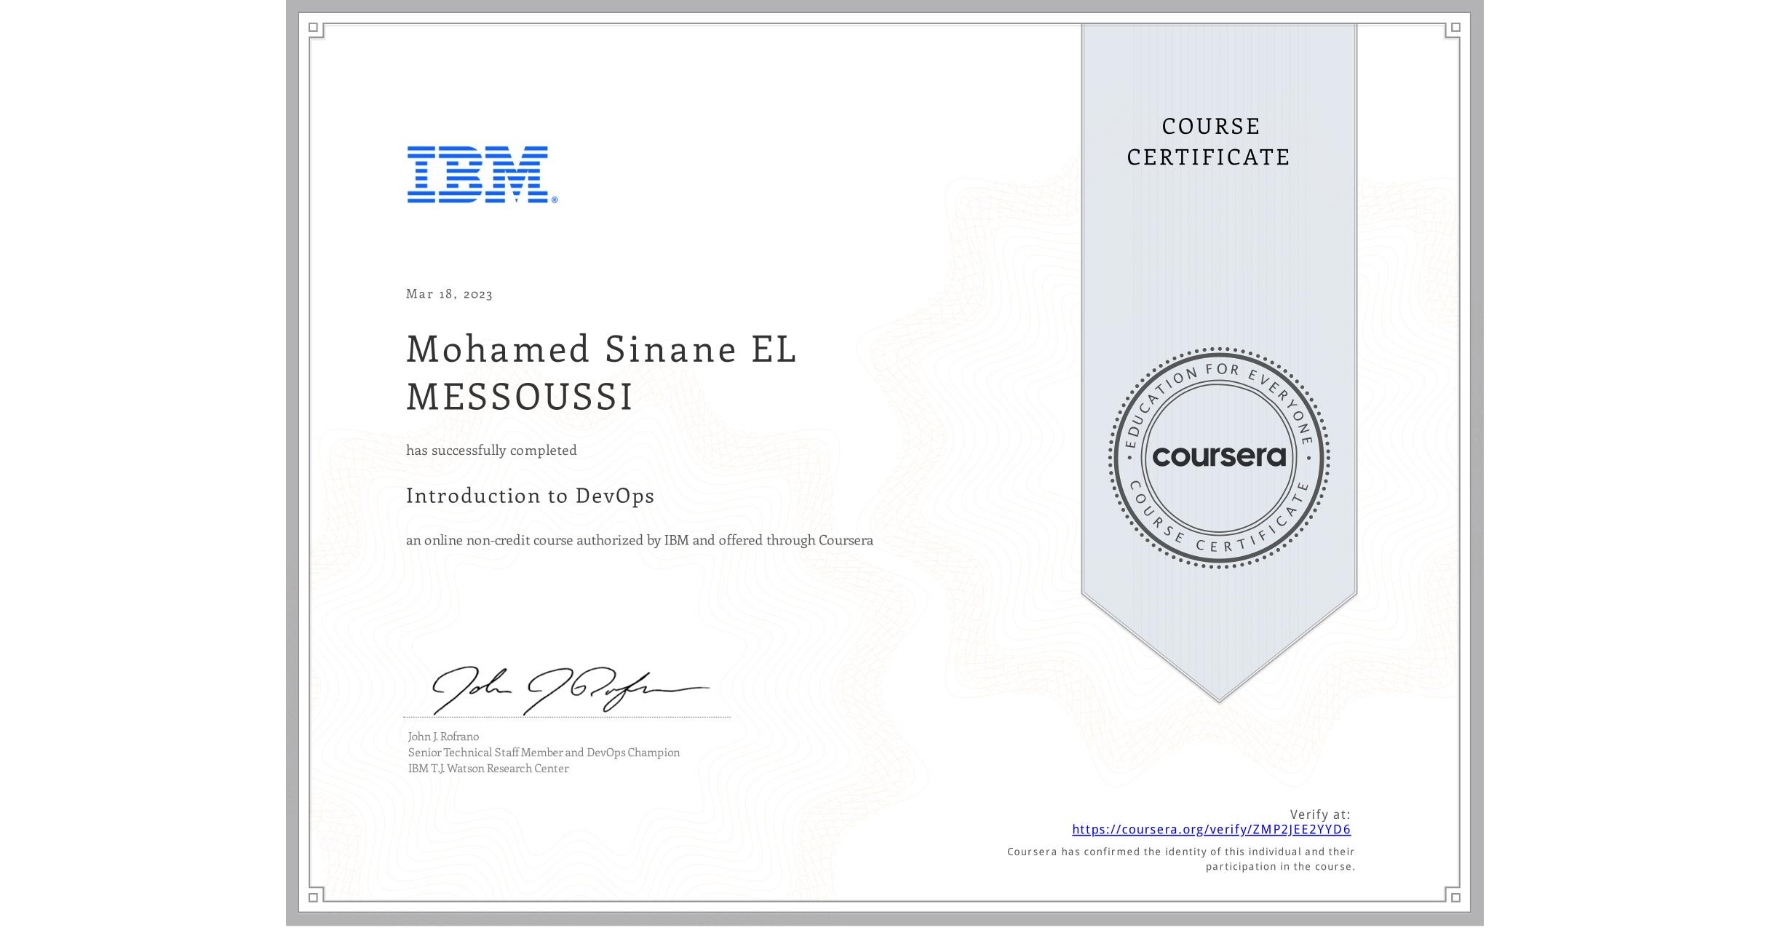 IBM®
COURSE
CERTIFICATE
Mar 18, 2023
Mohamed Sinane EL
MESSOUSSI
has successfully completed
Introduction to DevOps
an online non-credit course authorized by IBM and offered through Coursera
EDUCATION FOR EVERYONE
coursera
COURSE CERTIFICATE
John J Rofrano
John J. Rofrano
Senior Technical Staff Member and DevOps Champion
IBM T.J. Watson Research Center
Verify at:
https://coursera.org/verify/ZMP2JEE2YYD6
Coursera has confirmed the identity of this individual and their
participation in the course.